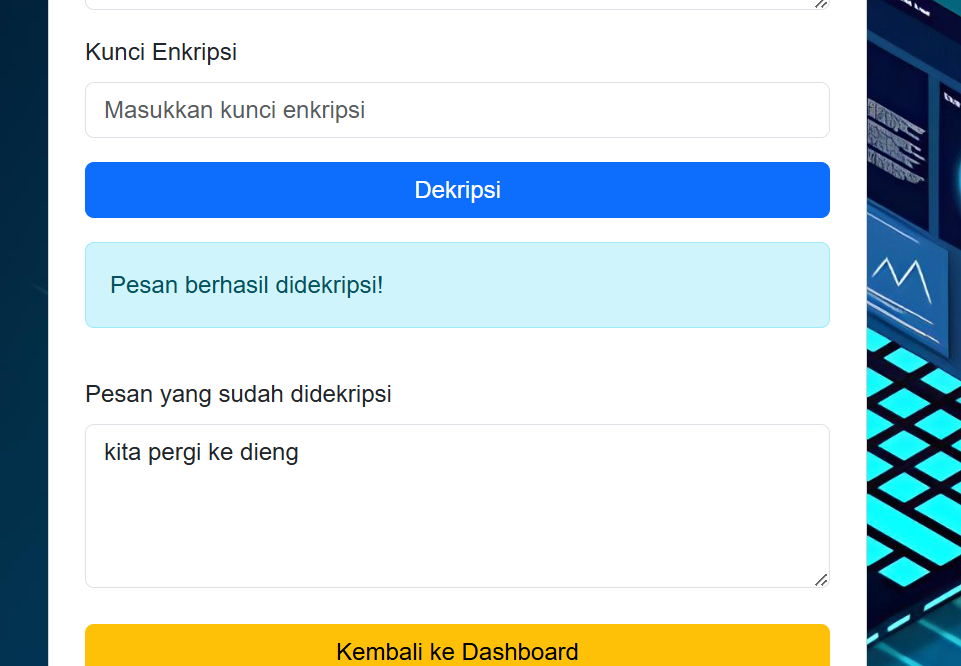 Kunci Enkripsi
Masukkan kunci enkripsi
Dekripsi
Pesan berhasil didekripsi!
Pesan yang sudah didekripsi
kita pergi ke dieng
Kembali ke Dashboard